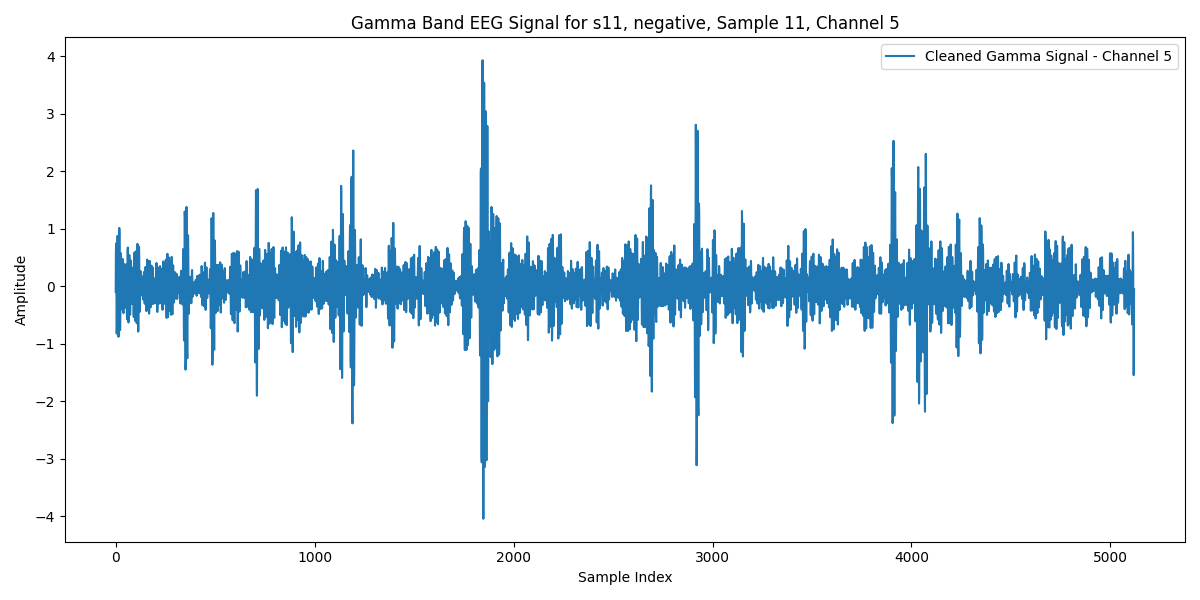 Gamma Band EEG Signal for s11, negative, Sample 11, Channel 5
Cleaned Gamma Signal - Channel 5
Amplitude
4
3
2
1
0
−1
−2
−3
−4
0 1000 2000 3000 4000 5000
Sample Index